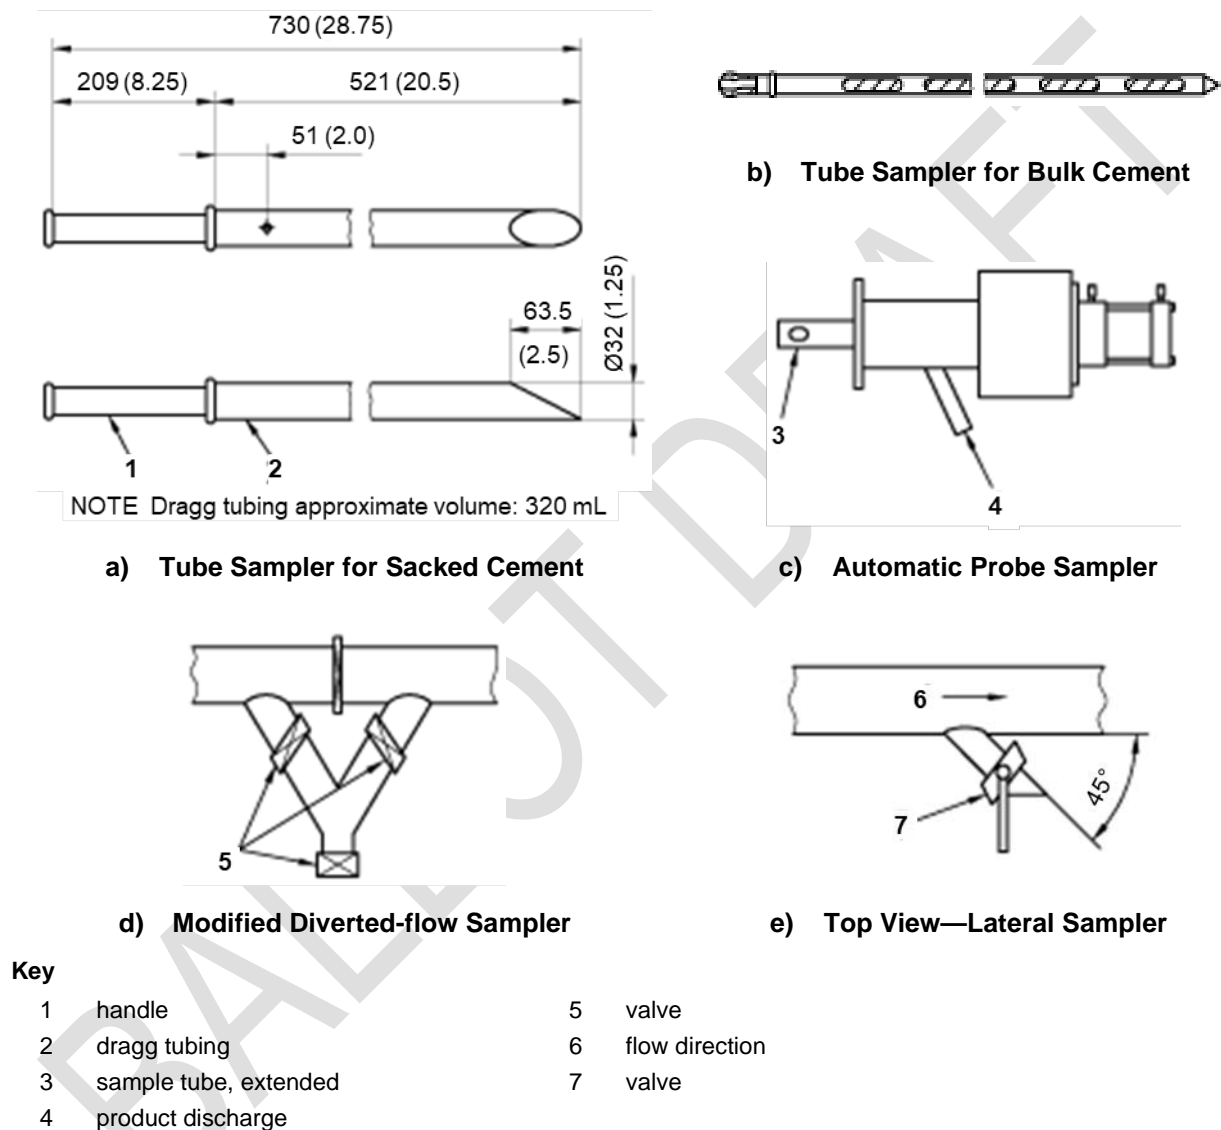 730 (28.75)
209 (8.25)
521 (20.5)
51 (2.0)
63.5
(2.5)
Ø32 (1.25)
1
2
NOTE Dragg tubing approximate volume: 320 mL
a) Tube Sampler for Sacked Cement
b) Tube Sampler for Bulk Cement
3
4
c) Automatic Probe Sampler
5
d) Modified Diverted-flow Sampler
6
7
45°
e) Top View—Lateral Sampler
Key
1 handle
2 dragg tubing
3 sample tube, extended
4 product discharge
5 valve
6 flow direction
7 valve
BALLOT DRAFT